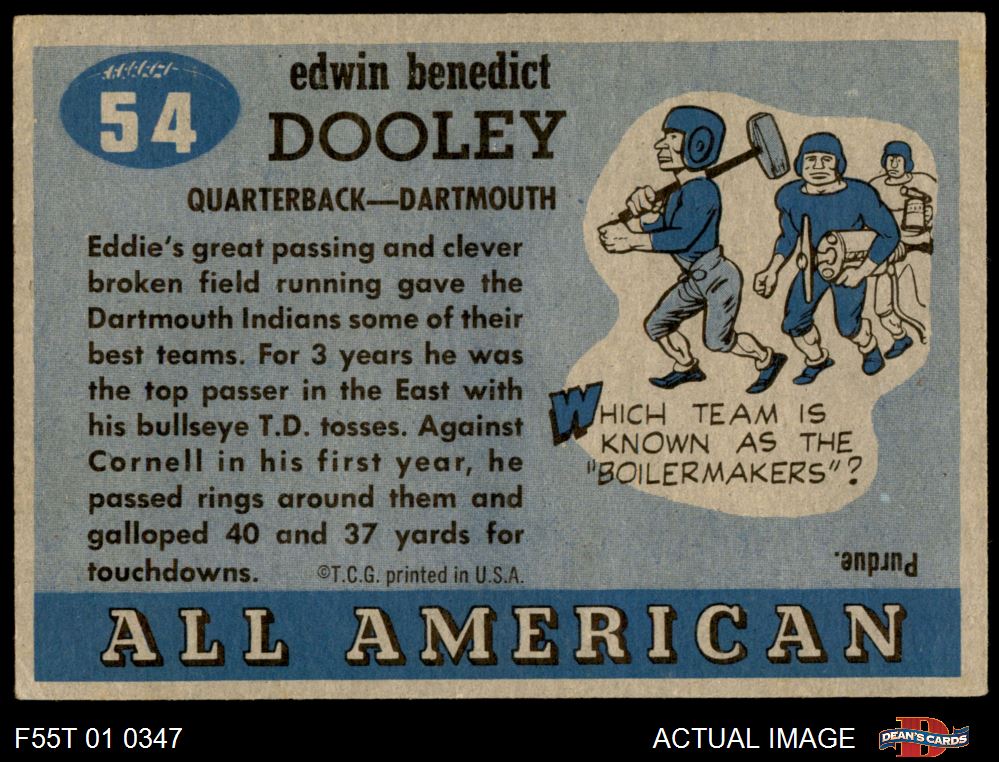 54
edwin benedict
DOOLEY
QUARTERBACK—DARTMOUTH
Eddie's great passing and clever
broken field running gave the
Dartmouth Indians some of their
best teams. For 3 years he was
the top passer in the East with
his bullseye T.D. tosses. Against
Cornell in his first year, he
passed rings around them and
galloped 40 and 37 yards for
touchdowns.
©T.C.G. printed in U.S.A.
WHICH TEAM IS
KNOWN AS THE
"BOILERMAKERS"?
Purdue.
ALL AMERICAN
F55T 01 0347
ACTUAL IMAGE
D
DEAN'S CARDS